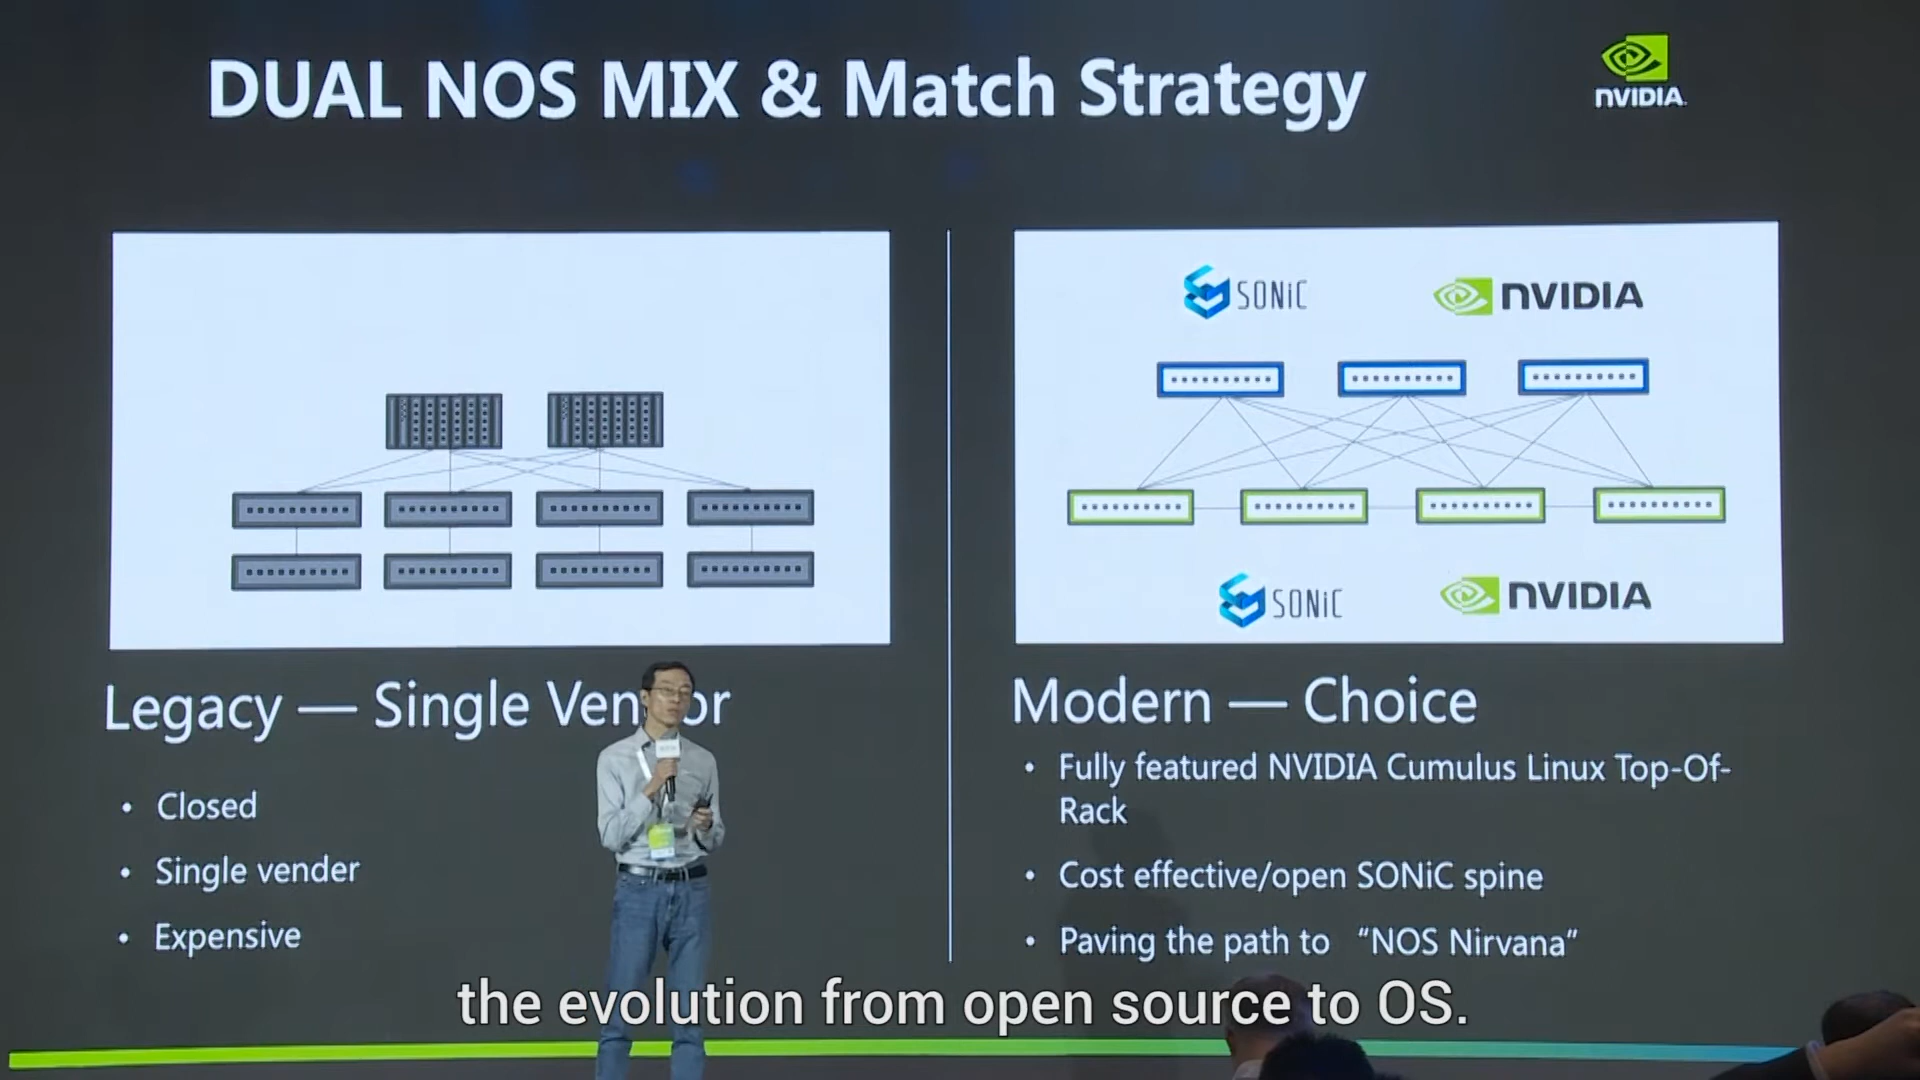 DUAL NOS MIX & Match Strategy
NVIDIA
SONiC
NVIDIA
SONiC
NVIDIA
Legacy — Single Ven or
• Closed
• Single vender
• Expensive
Modern — Choice
• Fully featured NVIDIA Cumulus Linux Top-Of-
Rack
• Cost effective/open SONiC spine
• Paving the path to “NOS Nirvana”
the evolution from open source to OS.